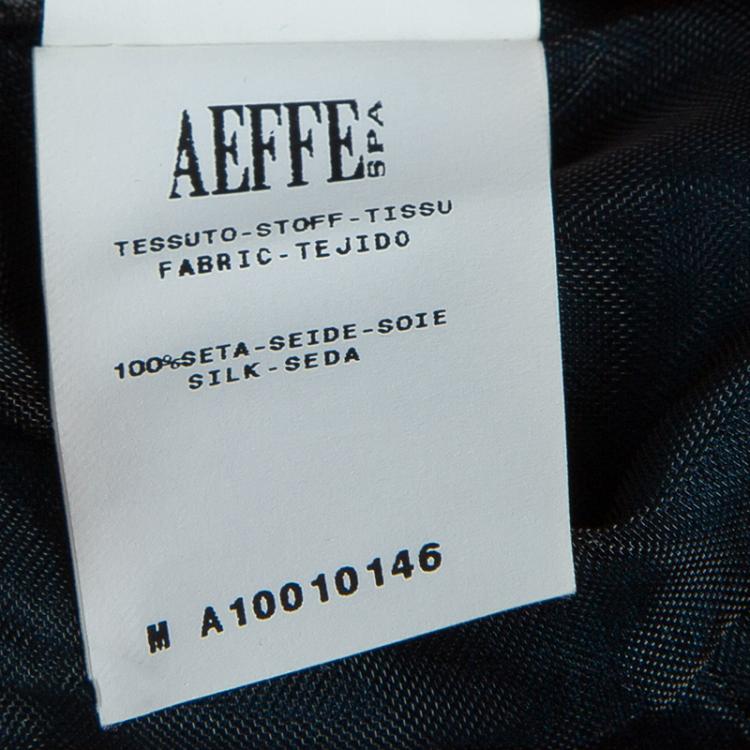 AEFFE SPA
TESSUTO-STOFF-TISSU
FABRIC-TEJIDO
100%SETA-SEIDE-SOIE
SILK-SEDA
M A10010146